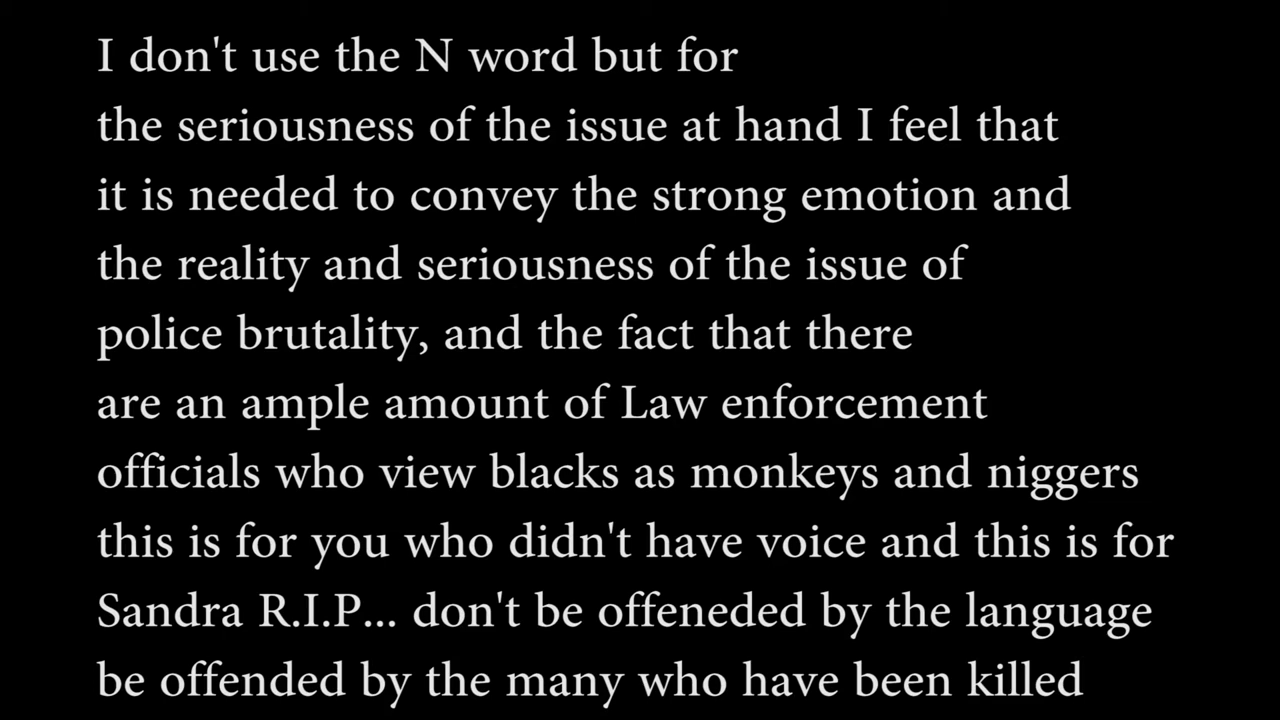 I don't use the N word but for
the seriousness of the issue at hand I feel that
it is needed to convey the strong emotion and
the reality and seriousness of the issue of
police brutality, and the fact that there
are an ample amount of Law enforcement
officials who view blacks as monkeys and niggers
this is for you who didn't have voice and this is for
Sandra R.I.P... don't be offeneded by the language
be offended by the many who have been killed